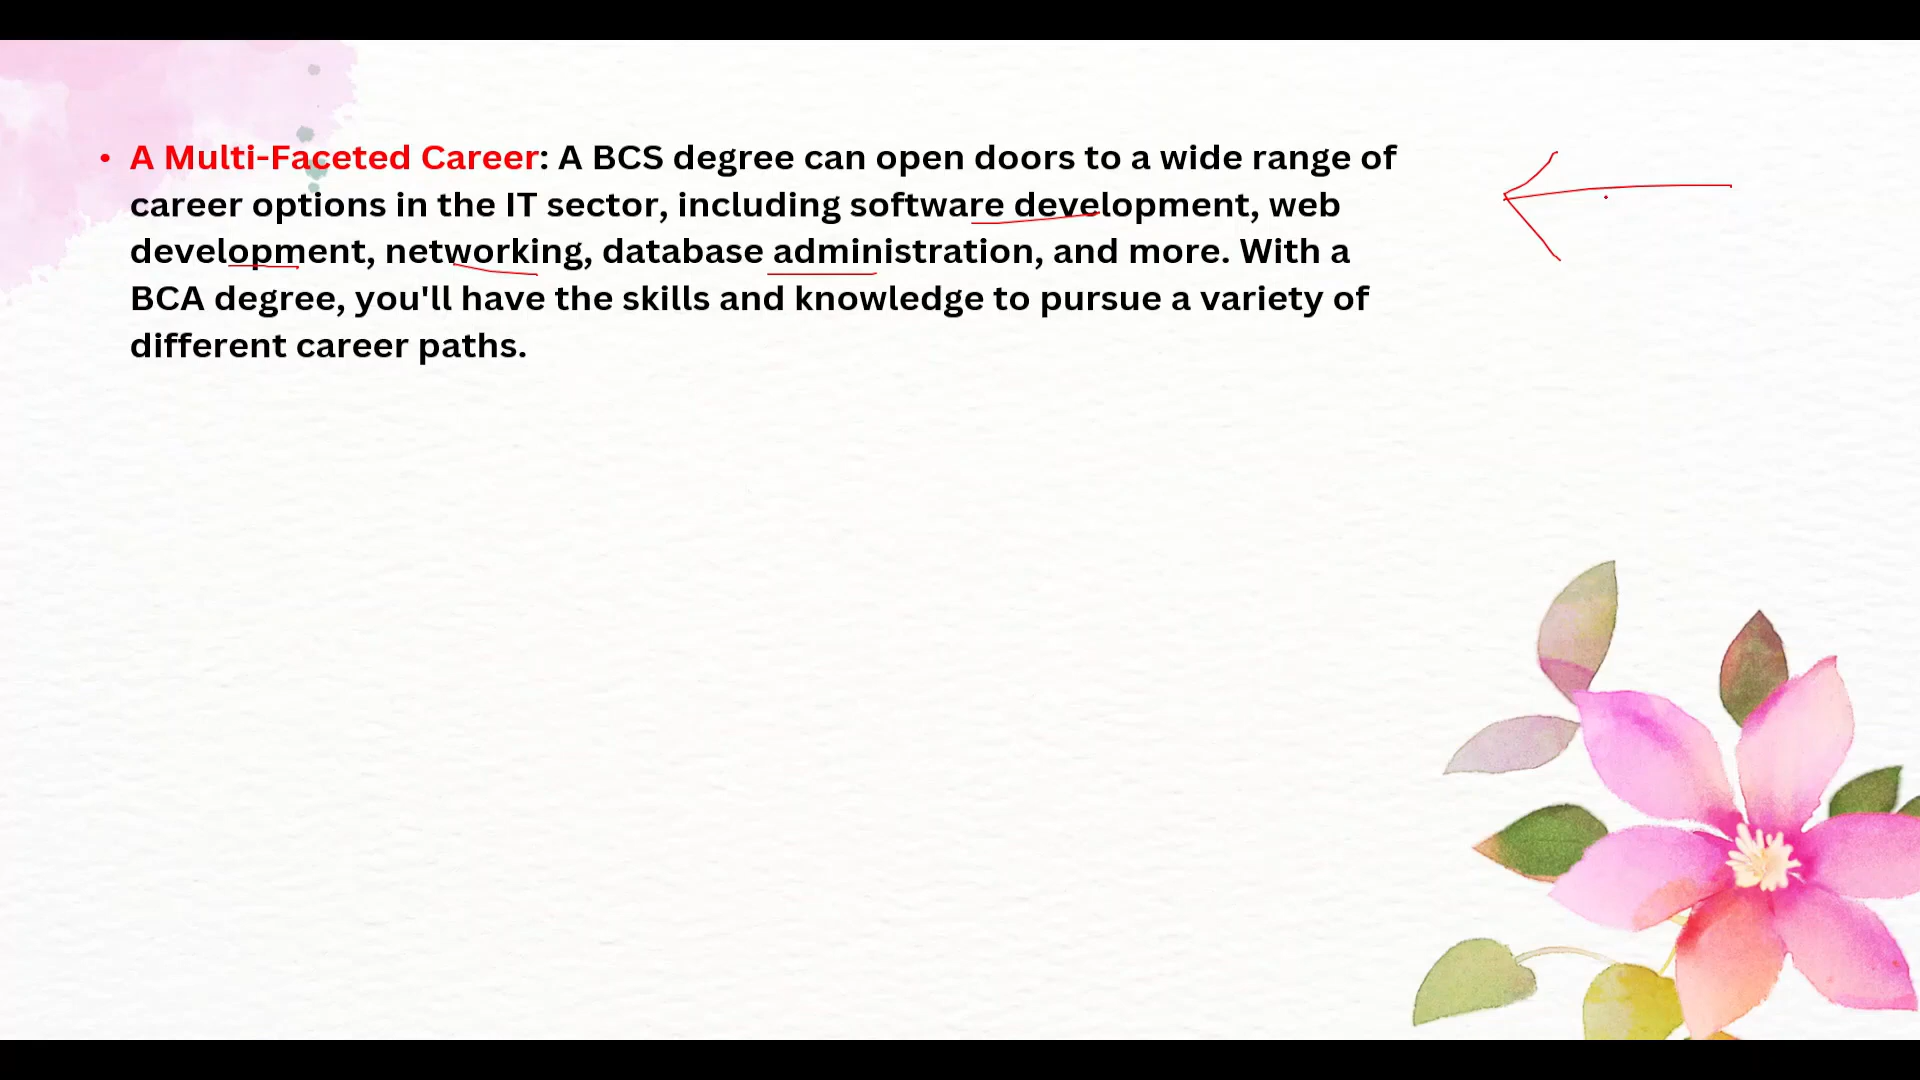 • A Multi-Faceted Career: A BCS degree can open doors to a wide range of
career options in the IT sector, including software development, web
development, networking, database administration, and more. With a
BCA degree, you'll have the skills and knowledge to pursue a variety of
different career paths.